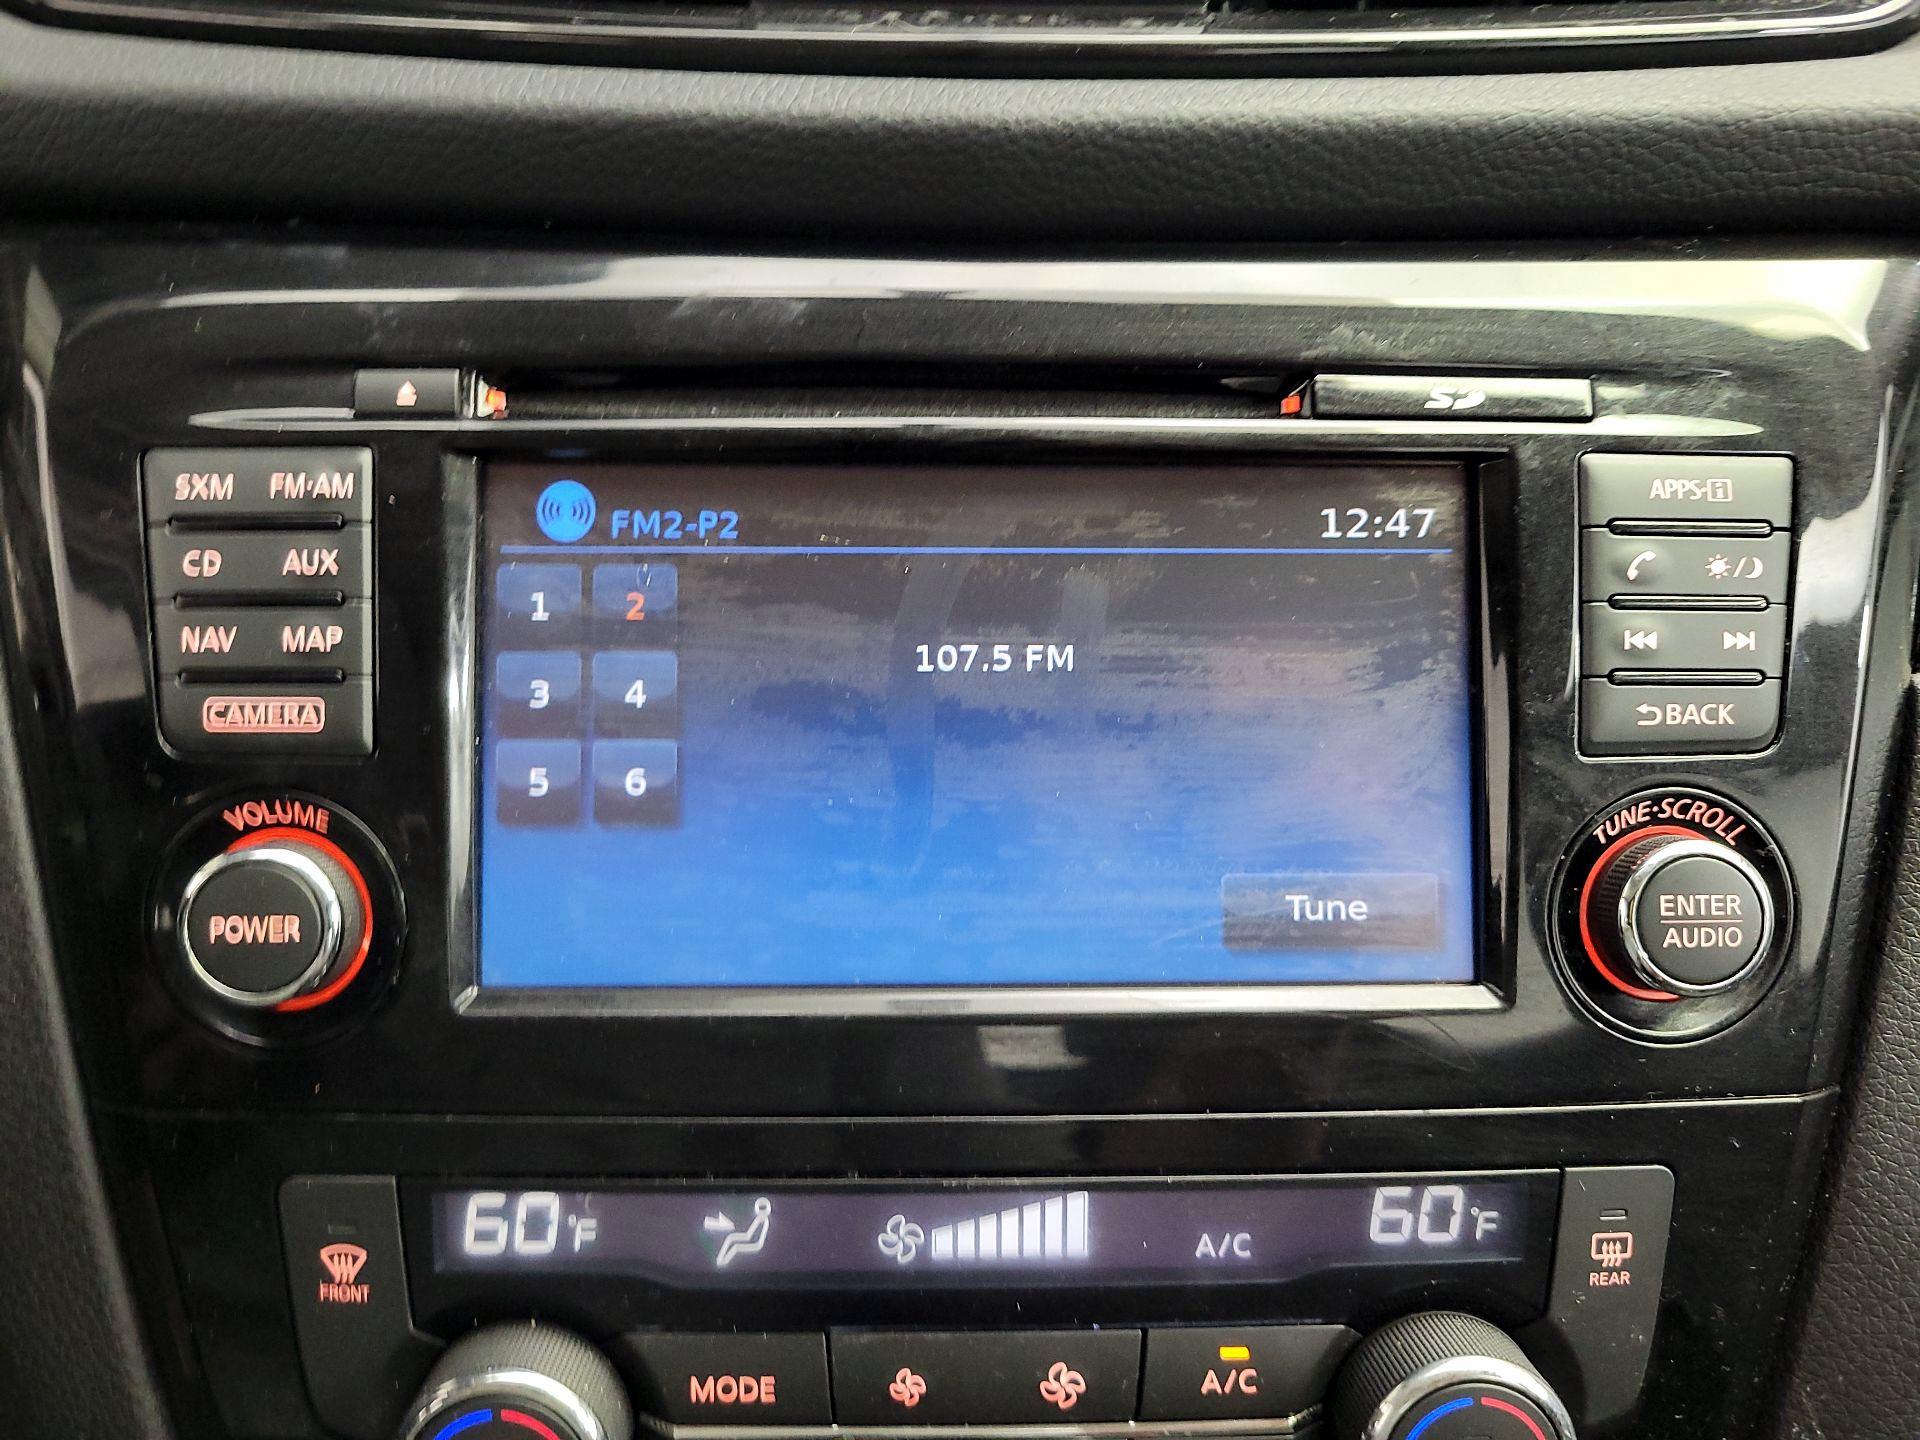 SD
SXM FM·AM
CD AUX
NAV MAP
CAMERA
VOLUME
POWER
FM2-P2 12:47
1 2
3 4
5 6
107.5 FM
Tune
APPS·i
BACK
TUNE·SCROLL
ENTER
AUDIO
60°F A/C 60°F
FRONT
REAR
MODE A/C